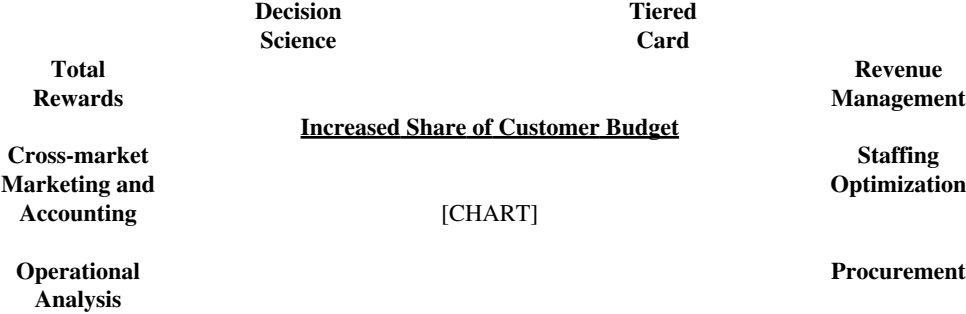 Decision
Science
Tiered
Card
Total
Rewards
Revenue
Management
Increased Share of Customer Budget
Cross-market
Marketing and
Accounting
Staffing
Optimization
[CHART]
Operational
Analysis
Procurement